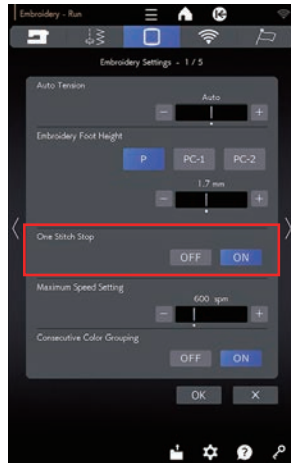 Embroidery - Run
Embroidery Settings - 1 / 5
Auto Tension
Auto
− +
Embroidery Foot Height
P PC-1 PC-2
1.7 mm
− +
One Stitch Stop
OFF ON
Maximum Speed Setting
600 spm
− +
Consecutive Color Grouping
OFF ON
OK X